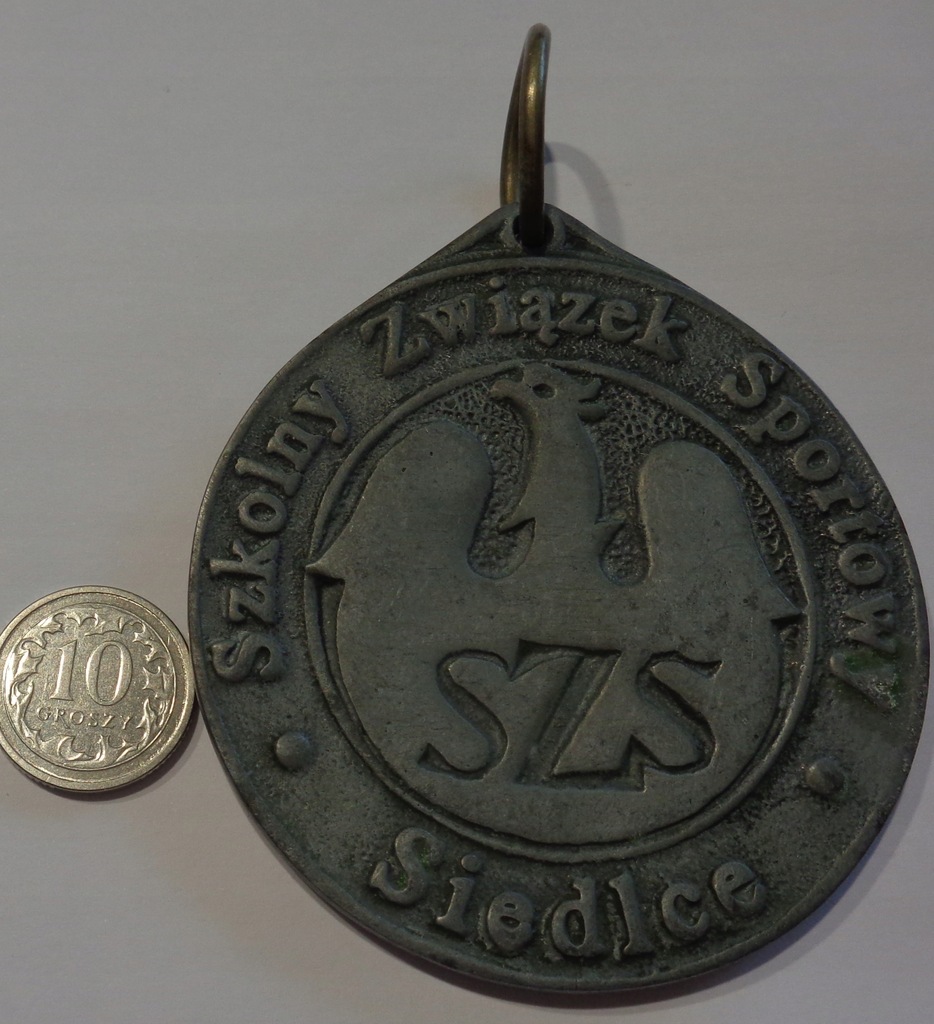 Szkolny Związek Sportowy
SZS
Siedlce
10
GROSZY